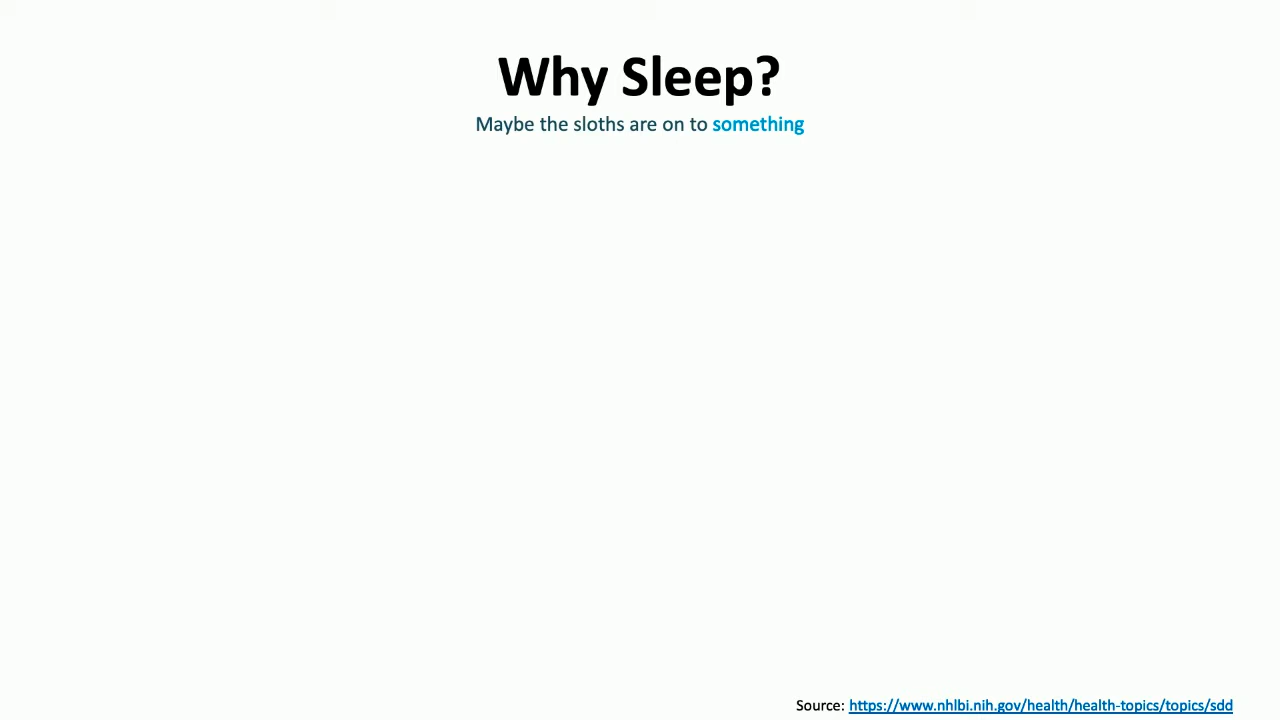 Why Sleep?
Maybe the sloths are on to something
Source: https://www.nhlbi.nih.gov/health/health-topics/topics/sdd